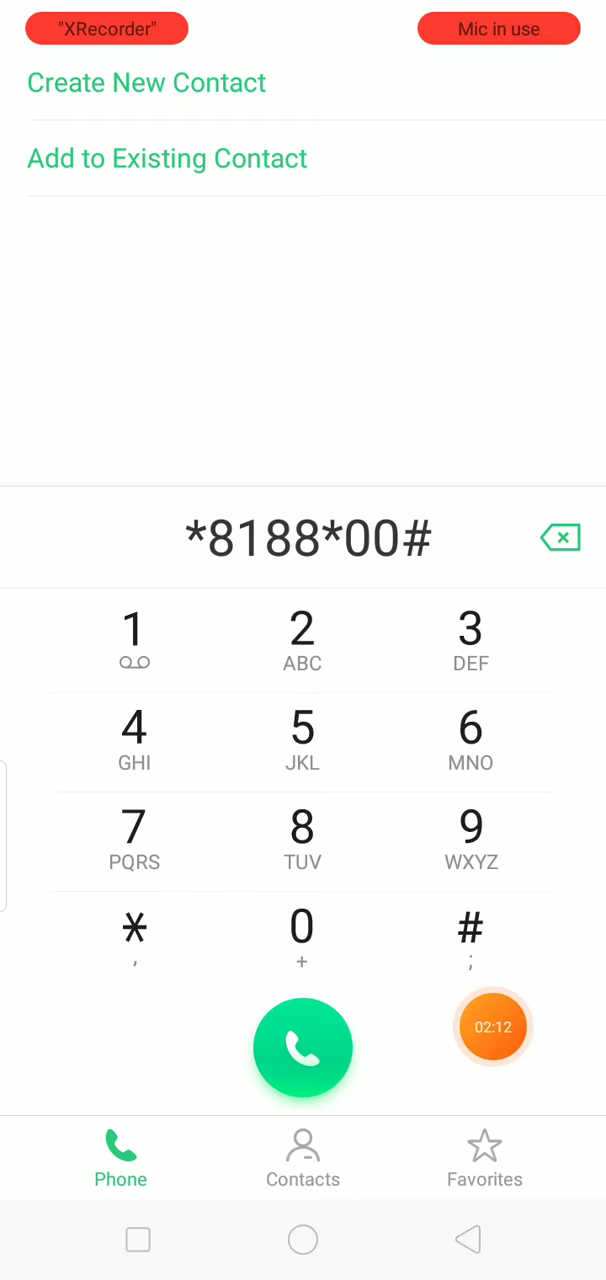 "XRecorder" Mic in use
Create New Contact
Add to Existing Contact
*8188*00#
1 2 3
ABC DEF
4 5 6
GHI JKL MNO
7 8 9
PQRS TUV WXYZ
* 0 #
, + ;
02:12
Phone Contacts Favorites